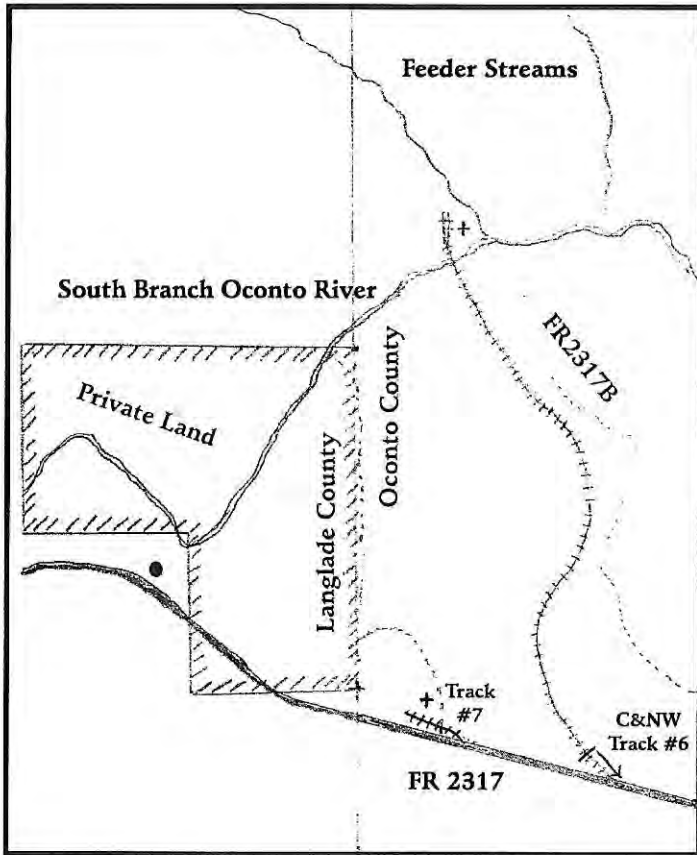 Feeder Streams
South Branch Oconto River
FR2317B
Private Land
Langlade County
Oconto County
Track
#7
C&NW
Track #6
FR 2317